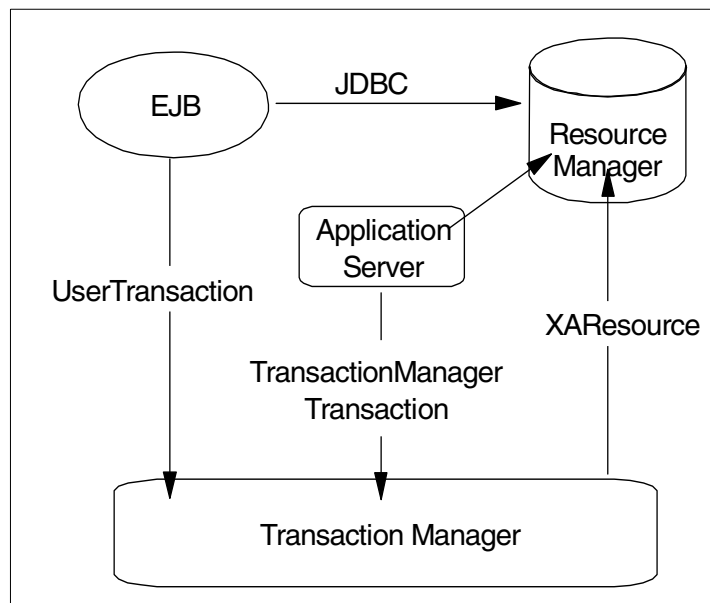 EJB
JDBC
Resource
Manager
Application
Server
UserTransaction
XAResource
TransactionManager
Transaction
Transaction Manager